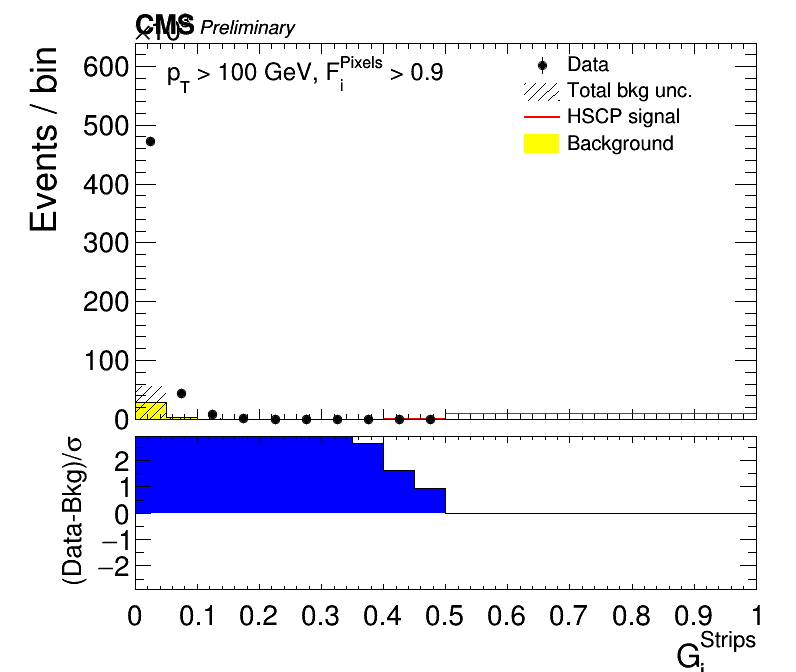 CMS Preliminary
×10
p_T > 100 GeV, F_i^Pixels > 0.9
Data
Total bkg unc.
HSCP signal
Background
Events / bin
600
500
400
300
200
100
0
(Data-Bkg)/σ
2
1
0
−1
−2
0 0.1 0.2 0.3 0.4 0.5 0.6 0.7 0.8 0.9 1
G_i^Strips